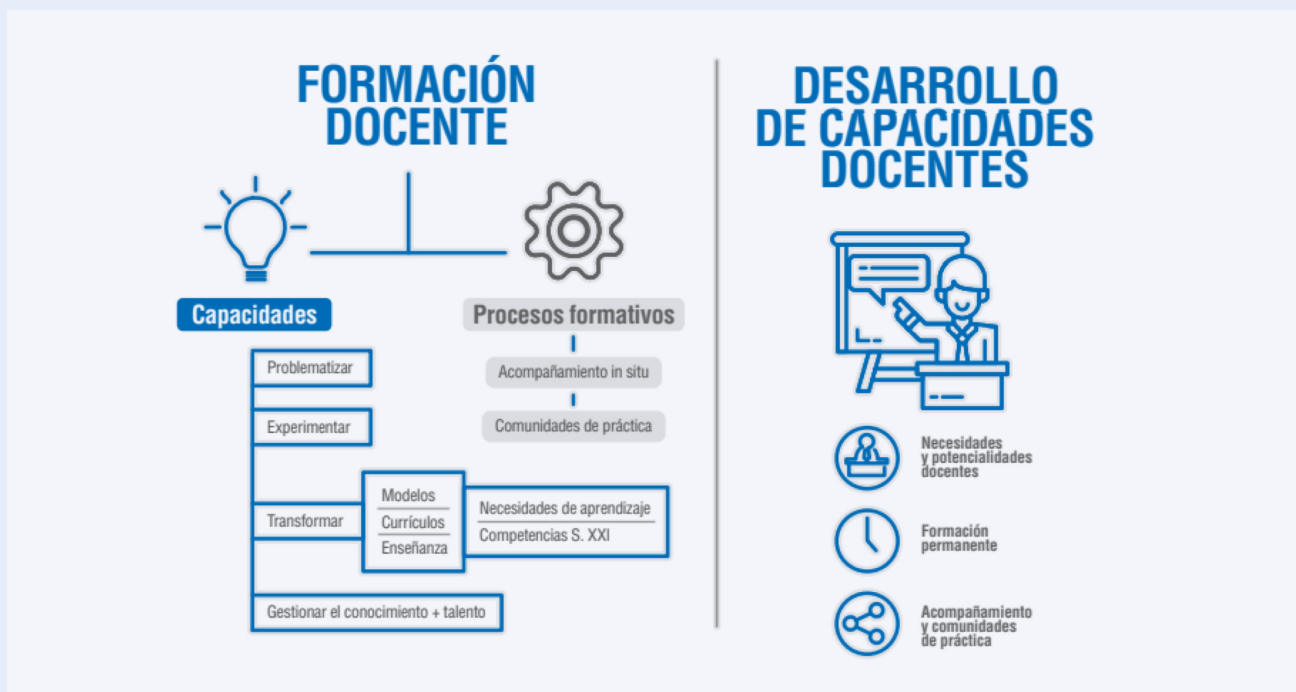 FORMACIÓN
DOCENTE
Capacidades
Problematizar
Experimentar
Transformar
Modelos
Currículos
Enseñanza
Necesidades de aprendizaje
Competencias S. XXI
Gestionar el conocimiento + talento
Procesos formativos
Acompañamiento in situ
Comunidades de práctica
DESARROLLO
DE CAPACIDADES
DOCENTES
Necesidades
y potencialidades
docentes
Formación
permanente
Acompañamiento
y comunidades
de práctica